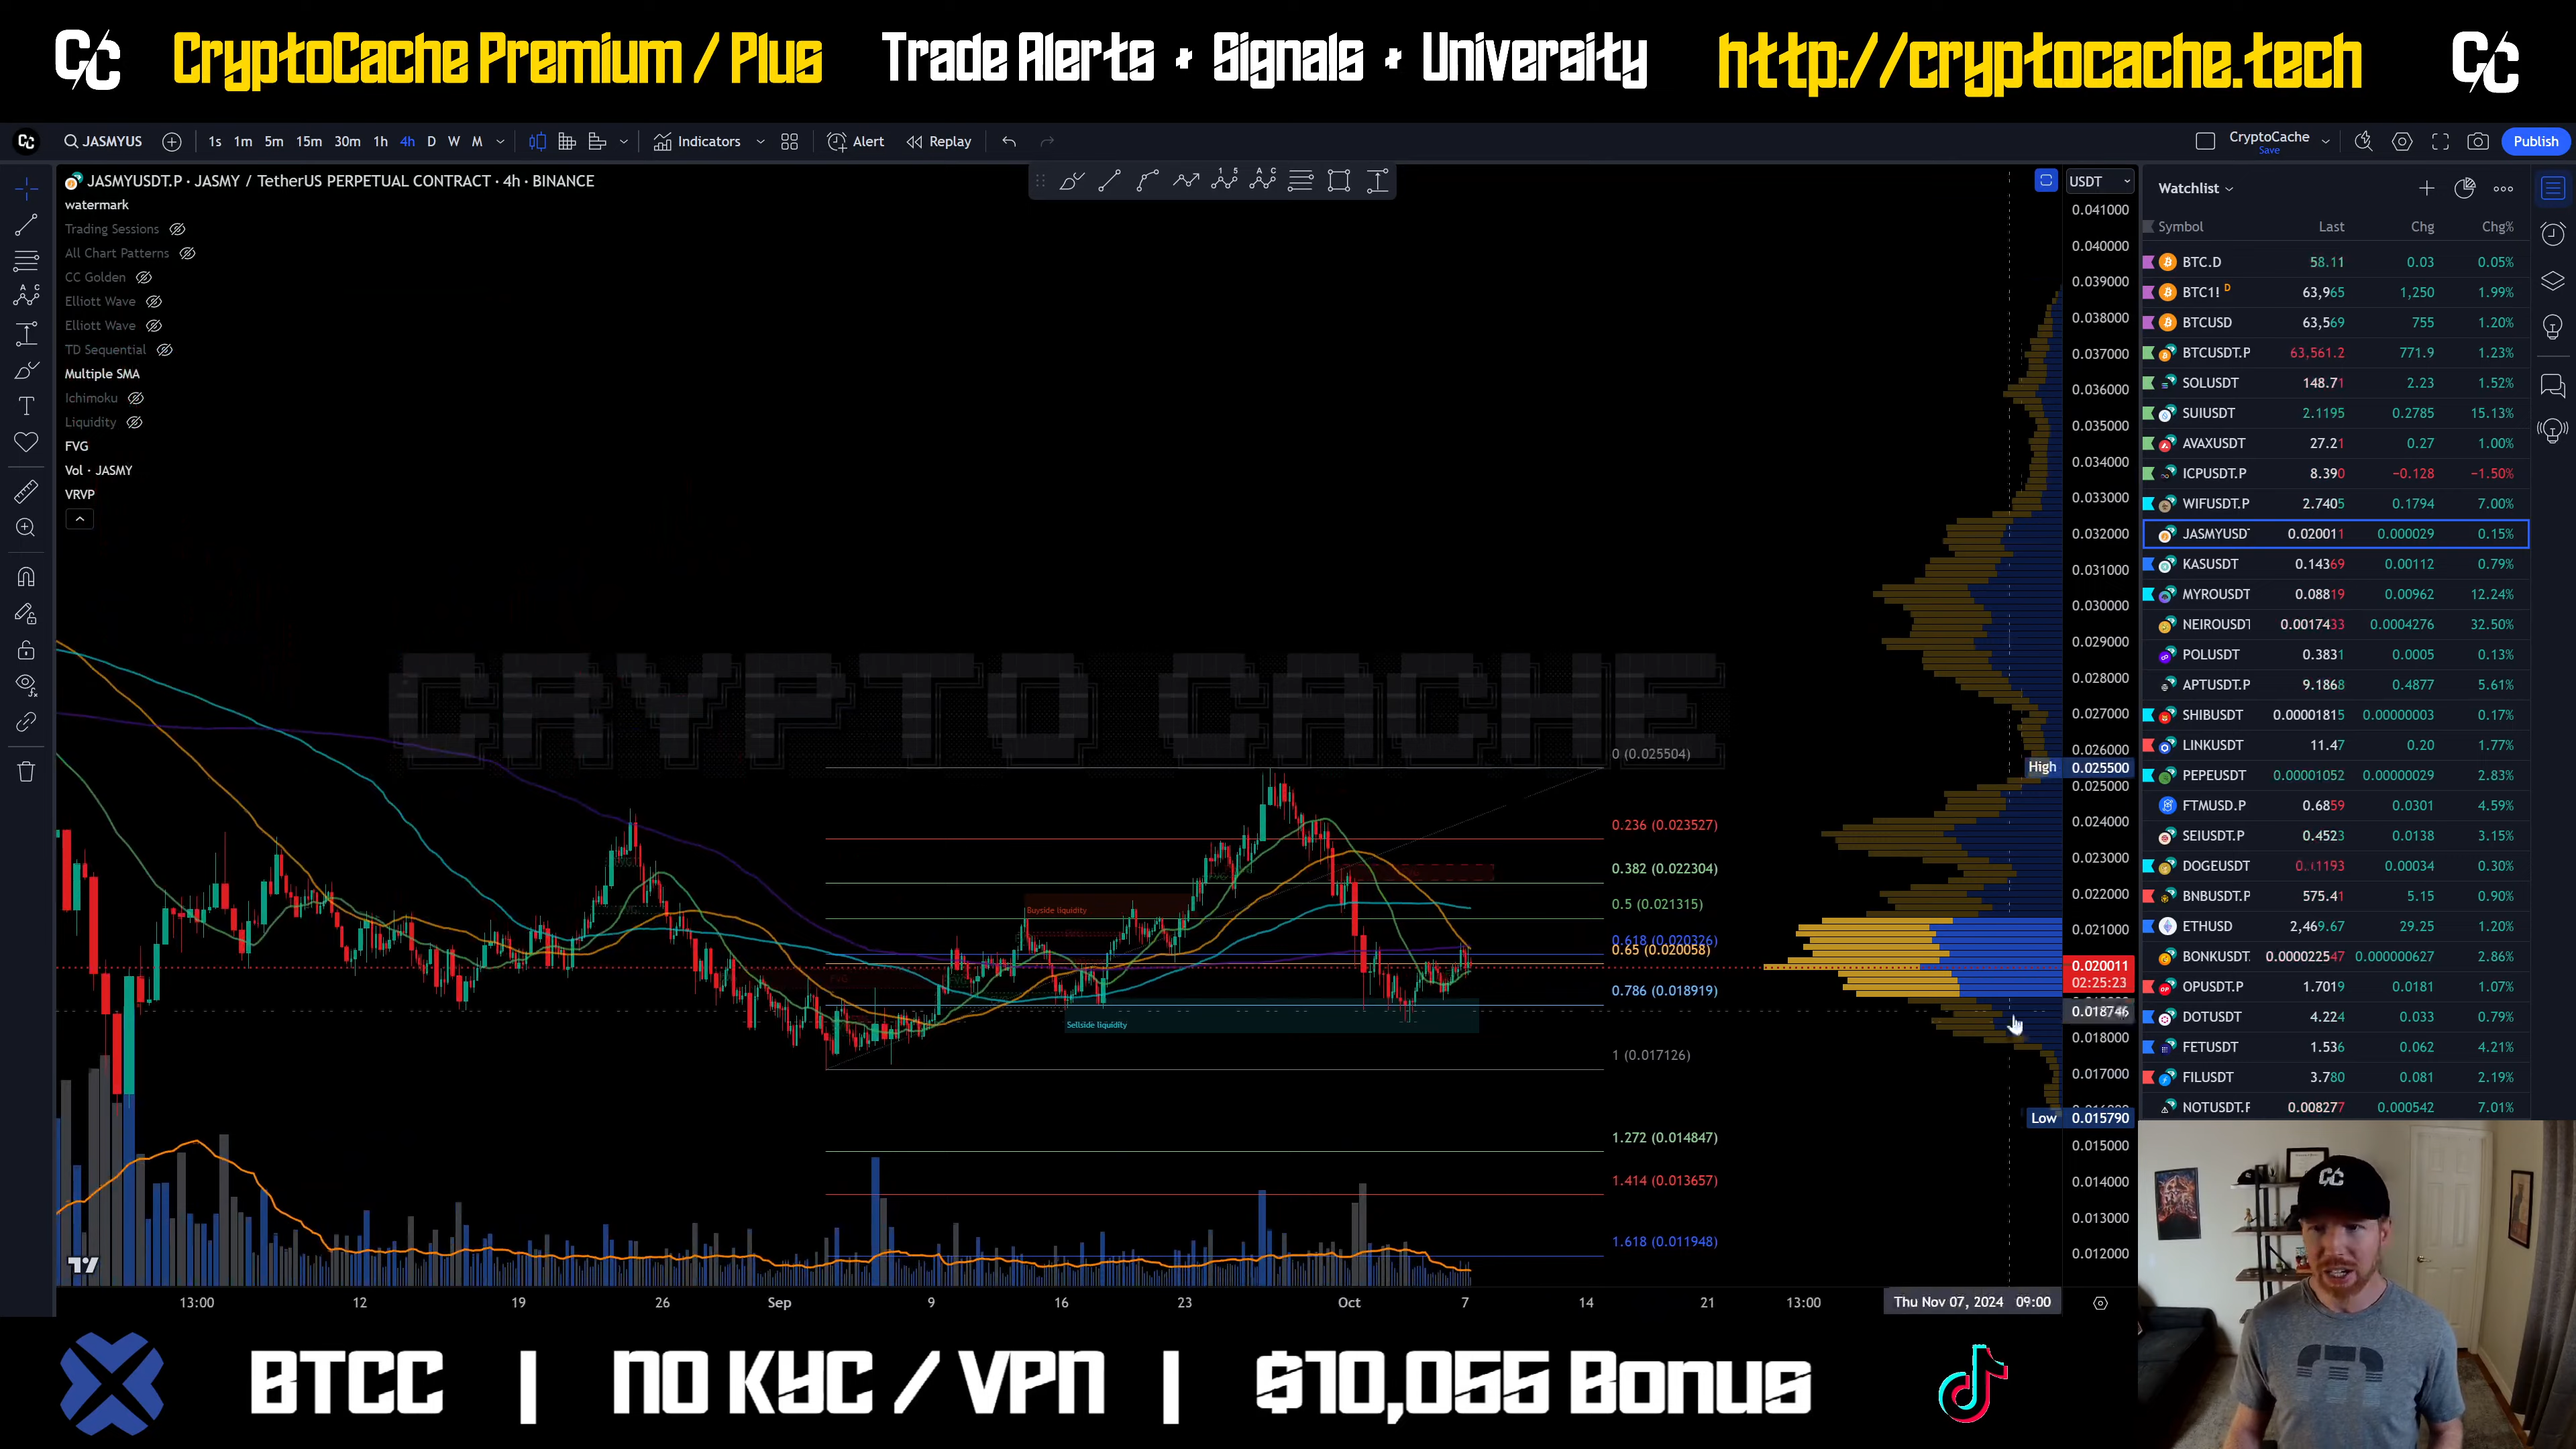 CC CryptoCache Premium / Plus Trade Alerts + Signals + University http://cryptocache.tech CC
JASMYUS 1s 1m 5m 15m 30m 1h 4h D W M Indicators Alert Replay CryptoCache Save Publish
JASMYUSDT.P · JASMY / TetherUS PERPETUAL CONTRACT · 4h · BINANCE
watermark
Trading Sessions
All Chart Patterns
CC Golden
Elliott Wave
Elliott Wave
TD Sequential
Multiple SMA
Ichimoku
Liquidity
FVG
Vol · JASMY
VRVP
CRYPTO CACHE
0 (0.025504)
0.236 (0.023527)
0.382 (0.022304)
0.5 (0.021315)
0.618 (0.020326)
0.65 (0.020058)
0.786 (0.018919)
1 (0.017126)
1.272 (0.014847)
1.414 (0.013657)
1.618 (0.011948)
Buyside liquidity
Sellside liquidity
USDT
0.041000
0.040000
0.039000
0.038000
0.037000
0.036000
0.035000
0.034000
0.033000
0.032000
0.031000
0.030000
0.029000
0.028000
0.027000
0.026000
High 0.025500
0.025000
0.024000
0.023000
0.022000
0.021000
0.020011
02:25:23
0.018746
0.018000
0.017000
Low 0.015790
0.015000
0.014000
0.013000
0.012000
13:00 12 19 26 Sep 9 16 23 Oct 7 14 21 13:00 Thu Nov 07, 2024 09:00
Watchlist
Symbol Last Chg Chg%
BTC.D 58.11 0.03 0.05%
BTC1! D 63,965 1,250 1.99%
BTCUSD 63,569 755 1.20%
BTCUSDT.P 63,561.2 771.9 1.23%
SOLUSDT 148.71 2.23 1.52%
SUIUSDT 2.1195 0.2785 15.13%
AVAXUSDT 27.21 0.27 1.00%
ICPUSDT.P 8.390 −0.128 −1.50%
WIFUSDT.P 2.7405 0.1794 7.00%
JASMYUSD 0.020011 0.000029 0.15%
KASUSDT 0.14369 0.00112 0.79%
MYROUSDT 0.08819 0.00962 12.24%
NEIROUSDT 0.0017433 0.0004276 32.50%
POLUSDT 0.3831 0.0005 0.13%
APTUSDT.P 9.1868 0.4877 5.61%
SHIBUSDT 0.00001815 0.00000003 0.17%
LINKUSDT 11.47 0.20 1.77%
PEPEUSDT 0.00001052 0.00000029 2.83%
FTMUSD.P 0.6859 0.0301 4.59%
SEIUSDT.P 0.4523 0.0138 3.15%
DOGEUSDT 0.00034 0.30%
BNBUSDT.P 575.41 5.15 0.90%
ETHUSD 2,469.67 29.25 1.20%
BONKUSDT. 0.000022547 0.000000627 2.86%
OPUSDT.P 1.7019 0.0181 1.07%
DOTUSDT 4.224 0.033 0.79%
FETUSDT 1.536 0.062 4.21%
FILUSDT 3.780 0.081 2.19%
NOTUSDT.F 0.008277 0.000542 7.01%
CC
BTCC | no KYC / VPN | $10,055 Bonus